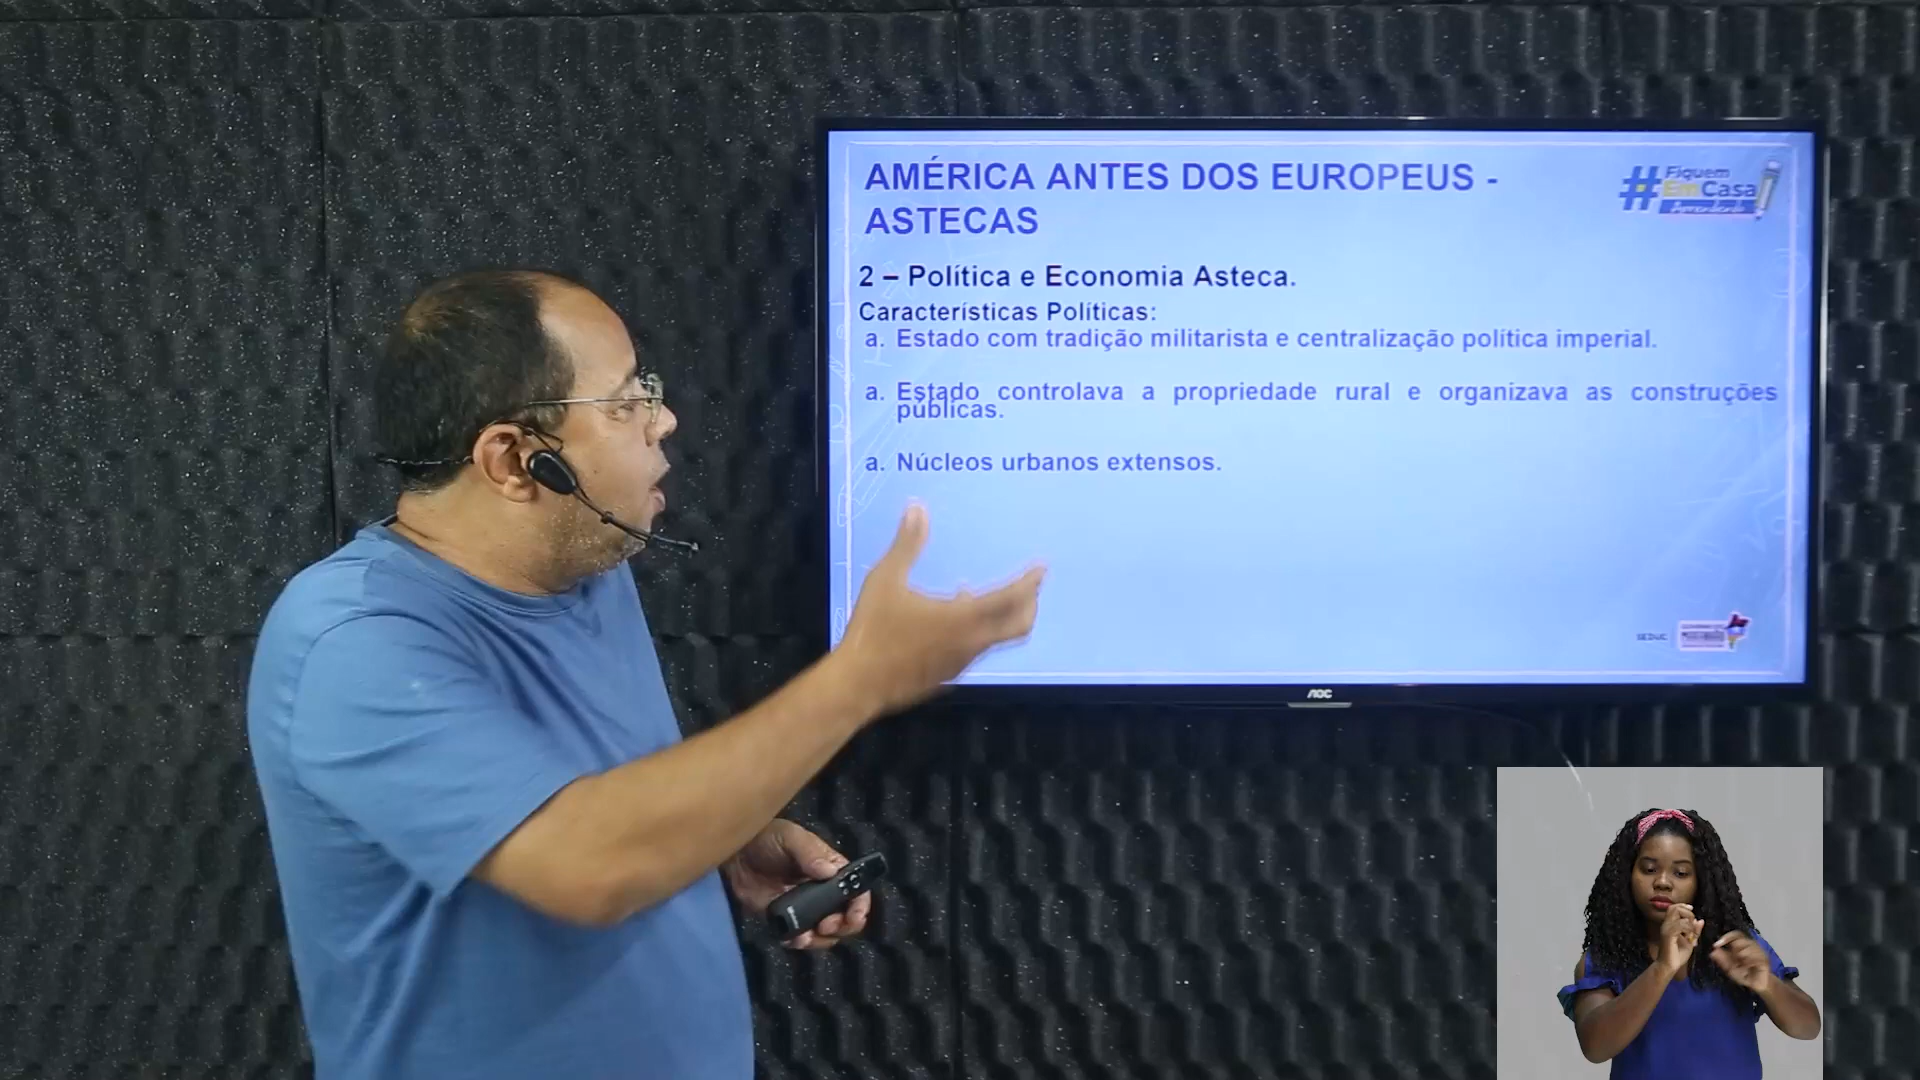 AMÉRICA ANTES DOS EUROPEUS -
ASTECAS
#Fiquem
EmCasa
2 – Política e Economia Asteca.
Características Políticas:
a. Estado com tradição militarista e centralização política imperial.
a. Estado controlava a propriedade rural e organizava as construções
públicas.
a. Núcleos urbanos extensos.
SEDUC
AOC